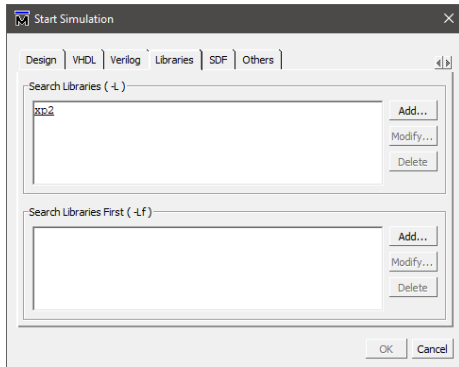 Start Simulation
Design VHDL Verilog Libraries SDF Others
Search Libraries ( -L )
xp2
Add...
Modify...
Delete
Search Libraries First ( -Lf )
Add...
Modify...
Delete
OK Cancel